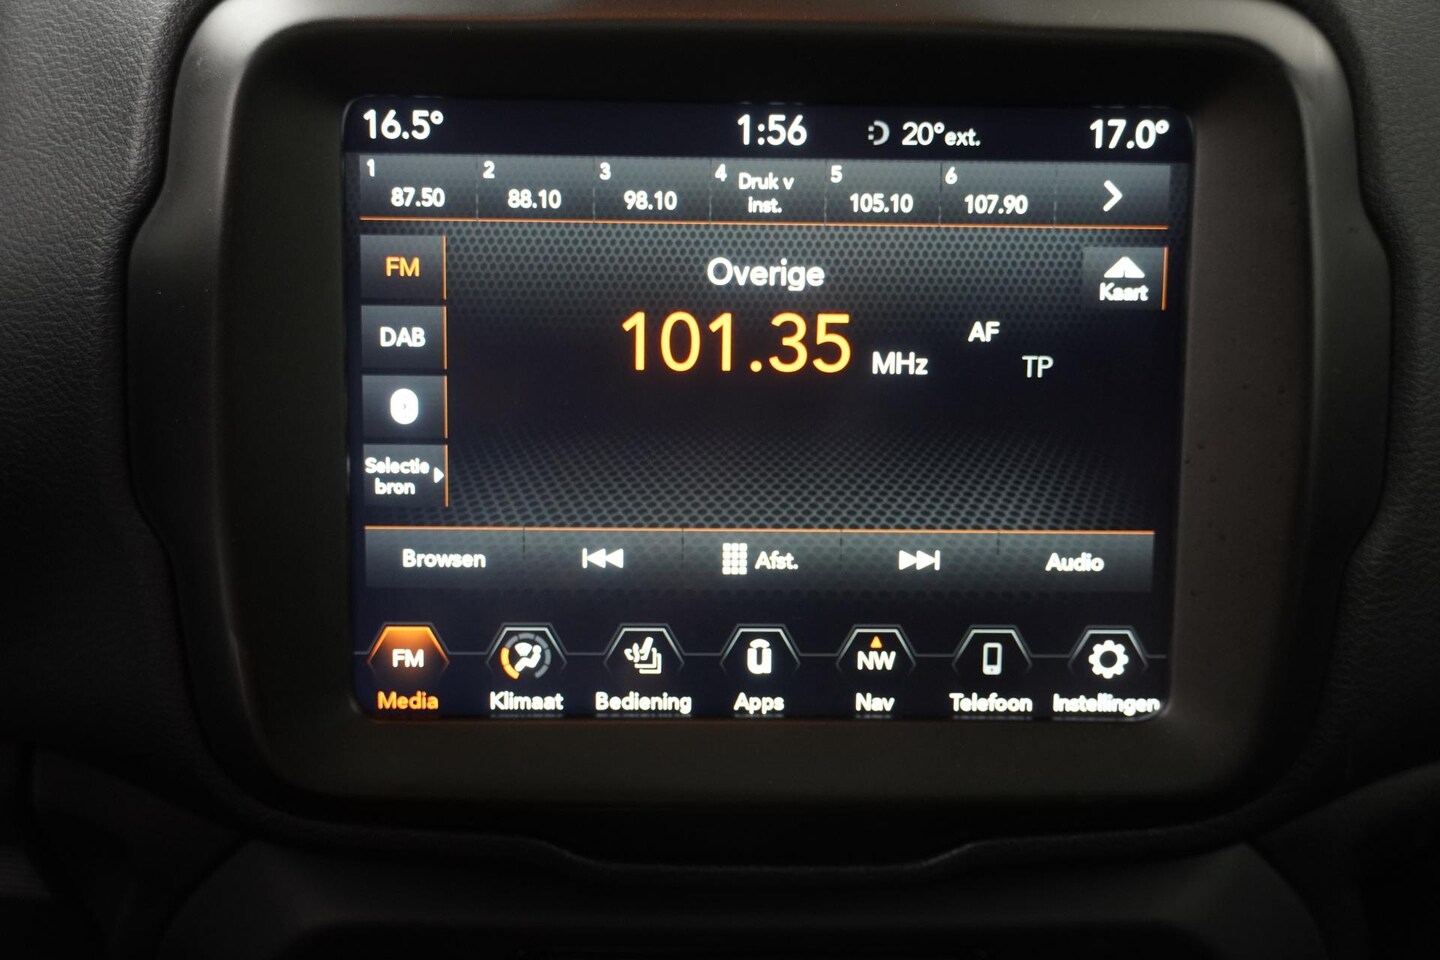 16.5° 1:56 20°ext. 17.0°
1 2 3 4 Druk v 5 6
87.50 88.10 98.10 inst. 105.10 107.90
FM
Overige
Kaart
101.35 MHz AF
TP
DAB
Selectie
bron
Browsen Afst. Audio
FM NW
Media Klimaat Bediening Apps Nav Telefoon Instellingen